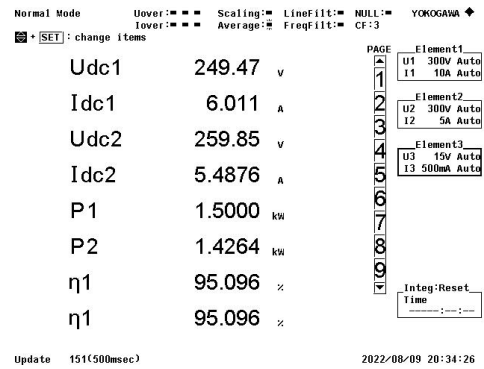 Normal Mode Uover: Scaling: LineFilt: NULL: YOKOGAWA
Iover: Average: FreqFilt: CF:3
+ SET : change items
PAGE
Udc1 249.47 V
Idc1 6.011 A
Udc2 259.85 V
Idc2 5.4876 A
P1 1.5000 kW
P2 1.4264 kW
η1 95.096 %
η1 95.096 %
1
2
3
4
5
6
7
8
9
Element1
U1 300V Auto
I1 10A Auto
Element2
U2 300V Auto
I2 5A Auto
Element3
U3 15V Auto
I3 500mA Auto
Integ:Reset
Time
-----:--:--
Update 151(500msec) 2022/08/09 20:34:26